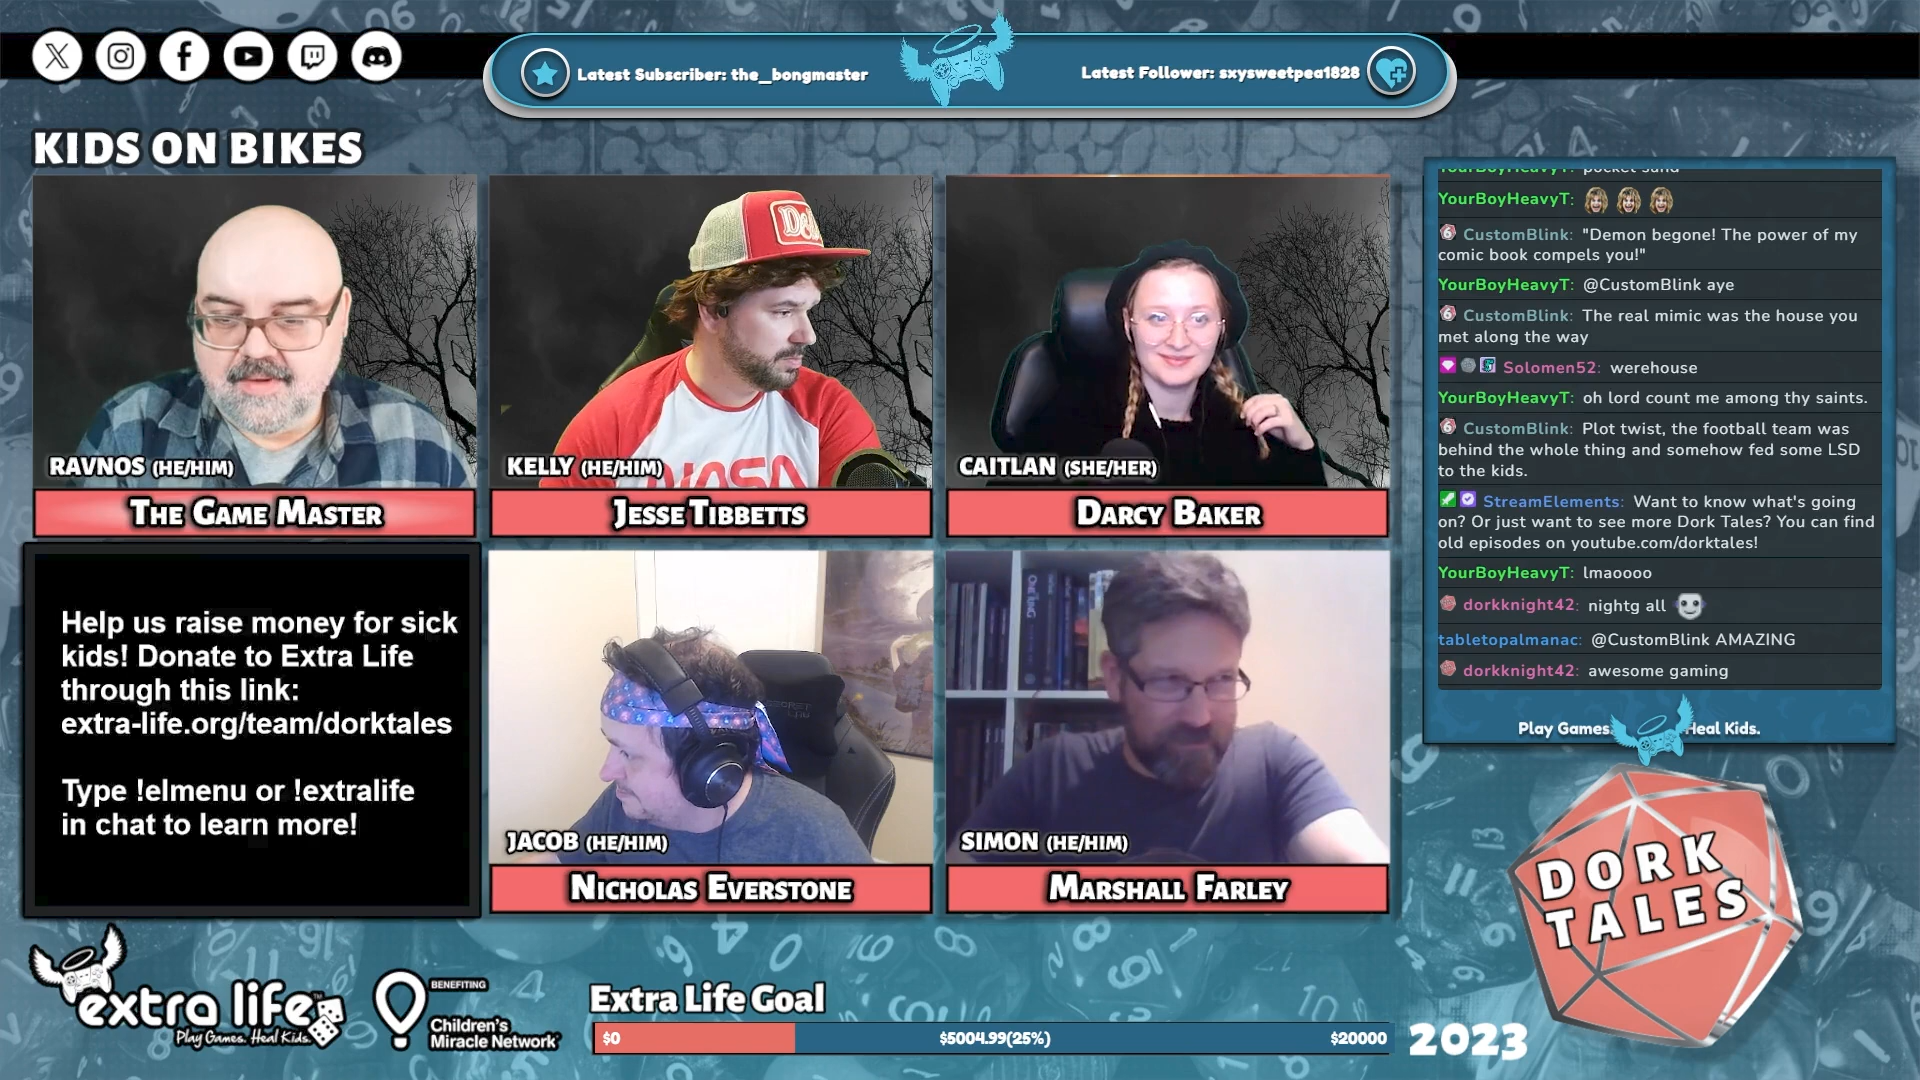 Latest Subscriber: the_bongmaster
Latest Follower: sxysweetpea1828
KIDS ON BIKES
RAVNOS (HE/HIM)
THE GAME MASTER
KELLY (HE/HIM)
JESSE TIBBETTS
CAITLAN (SHE/HER)
DARCY BAKER
Help us raise money for sick
kids! Donate to Extra Life
through this link:
extra-life.org/team/dorktales
Type !elmenu or !extralife
in chat to learn more!
JACOB (HE/HIM)
NICHOLAS EVERSTONE
SIMON (HE/HIM)
MARSHALL FARLEY
YourBoyHeavyT: pocket sand
YourBoyHeavyT:
CustomBlink: "Demon begone! The power of my
comic book compels you!"
YourBoyHeavyT: @CustomBlink aye
CustomBlink: The real mimic was the house you
met along the way
Solomen52: werehouse
YourBoyHeavyT: oh lord count me among thy saints.
CustomBlink: Plot twist, the football team was
behind the whole thing and somehow fed some LSD
to the kids.
StreamElements: Want to know what's going
on? Or just want to see more Dork Tales? You can find
old episodes on youtube.com/dorktales!
YourBoyHeavyT: lmaoooo
dorkknight42: nightg all
tabletopalmanac: @CustomBlink AMAZING
dorkknight42: awesome gaming
Play Games. Heal Kids.
DORK
TALES
extra life
Play Games. Heal Kids.
BENEFITING
Children's
Miracle Network
Extra Life Goal
$0
$5004.99(25%)
$20000
2023